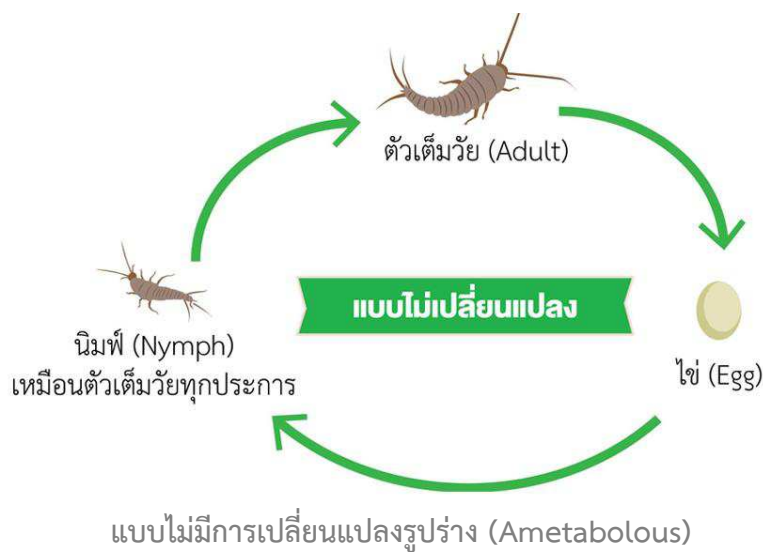 ตัวเต็มวัย (Adult)
แบบไม่เปลี่ยนแปลง
นิมฟ์ (Nymph)
เหมือนตัวเต็มวัยทุกประการ
ไข่ (Egg)
แบบไม่มีการเปลี่ยนแปลงรูปร่าง (Ametabolous)